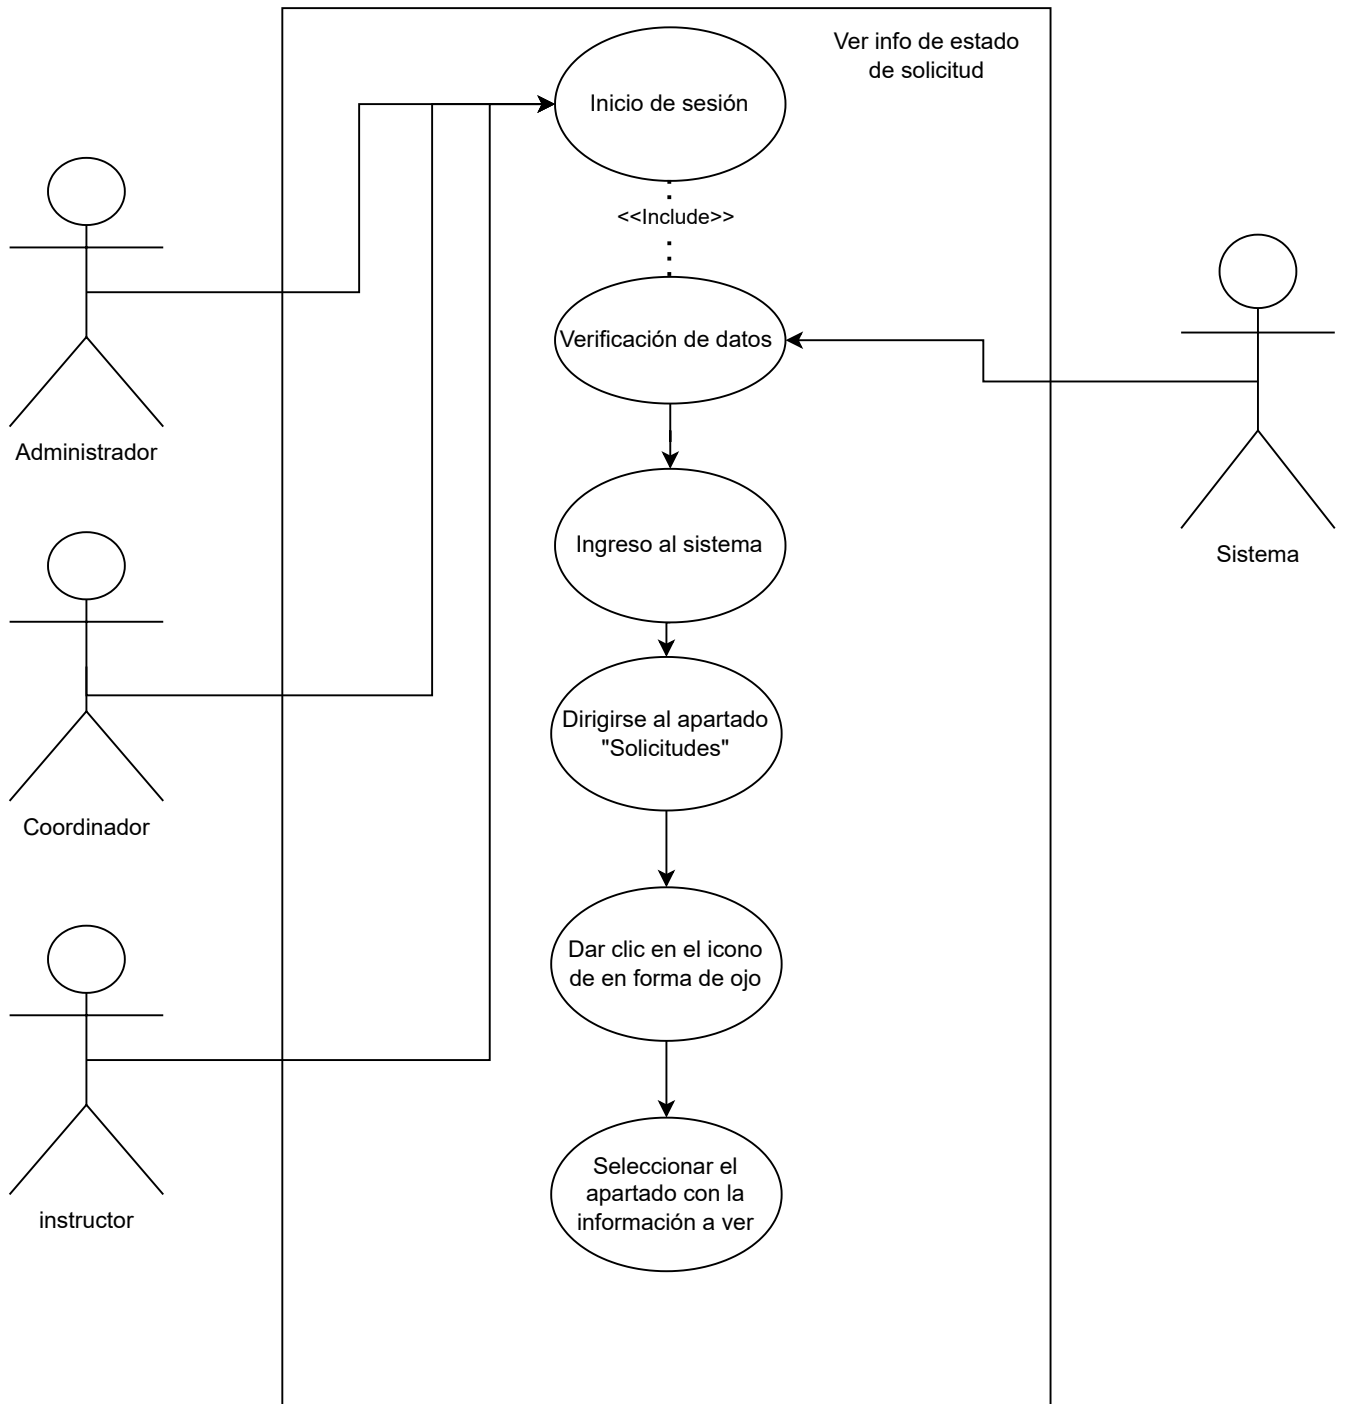 Ver info de estado
de solicitud
Inicio de sesión
<<Include>>
Verificación de datos
Administrador
Ingreso al sistema
Sistema
Dirigirse al apartado
"Solicitudes"
Coordinador
Dar clic en el icono
de en forma de ojo
Seleccionar el
apartado con la
información a ver
instructor